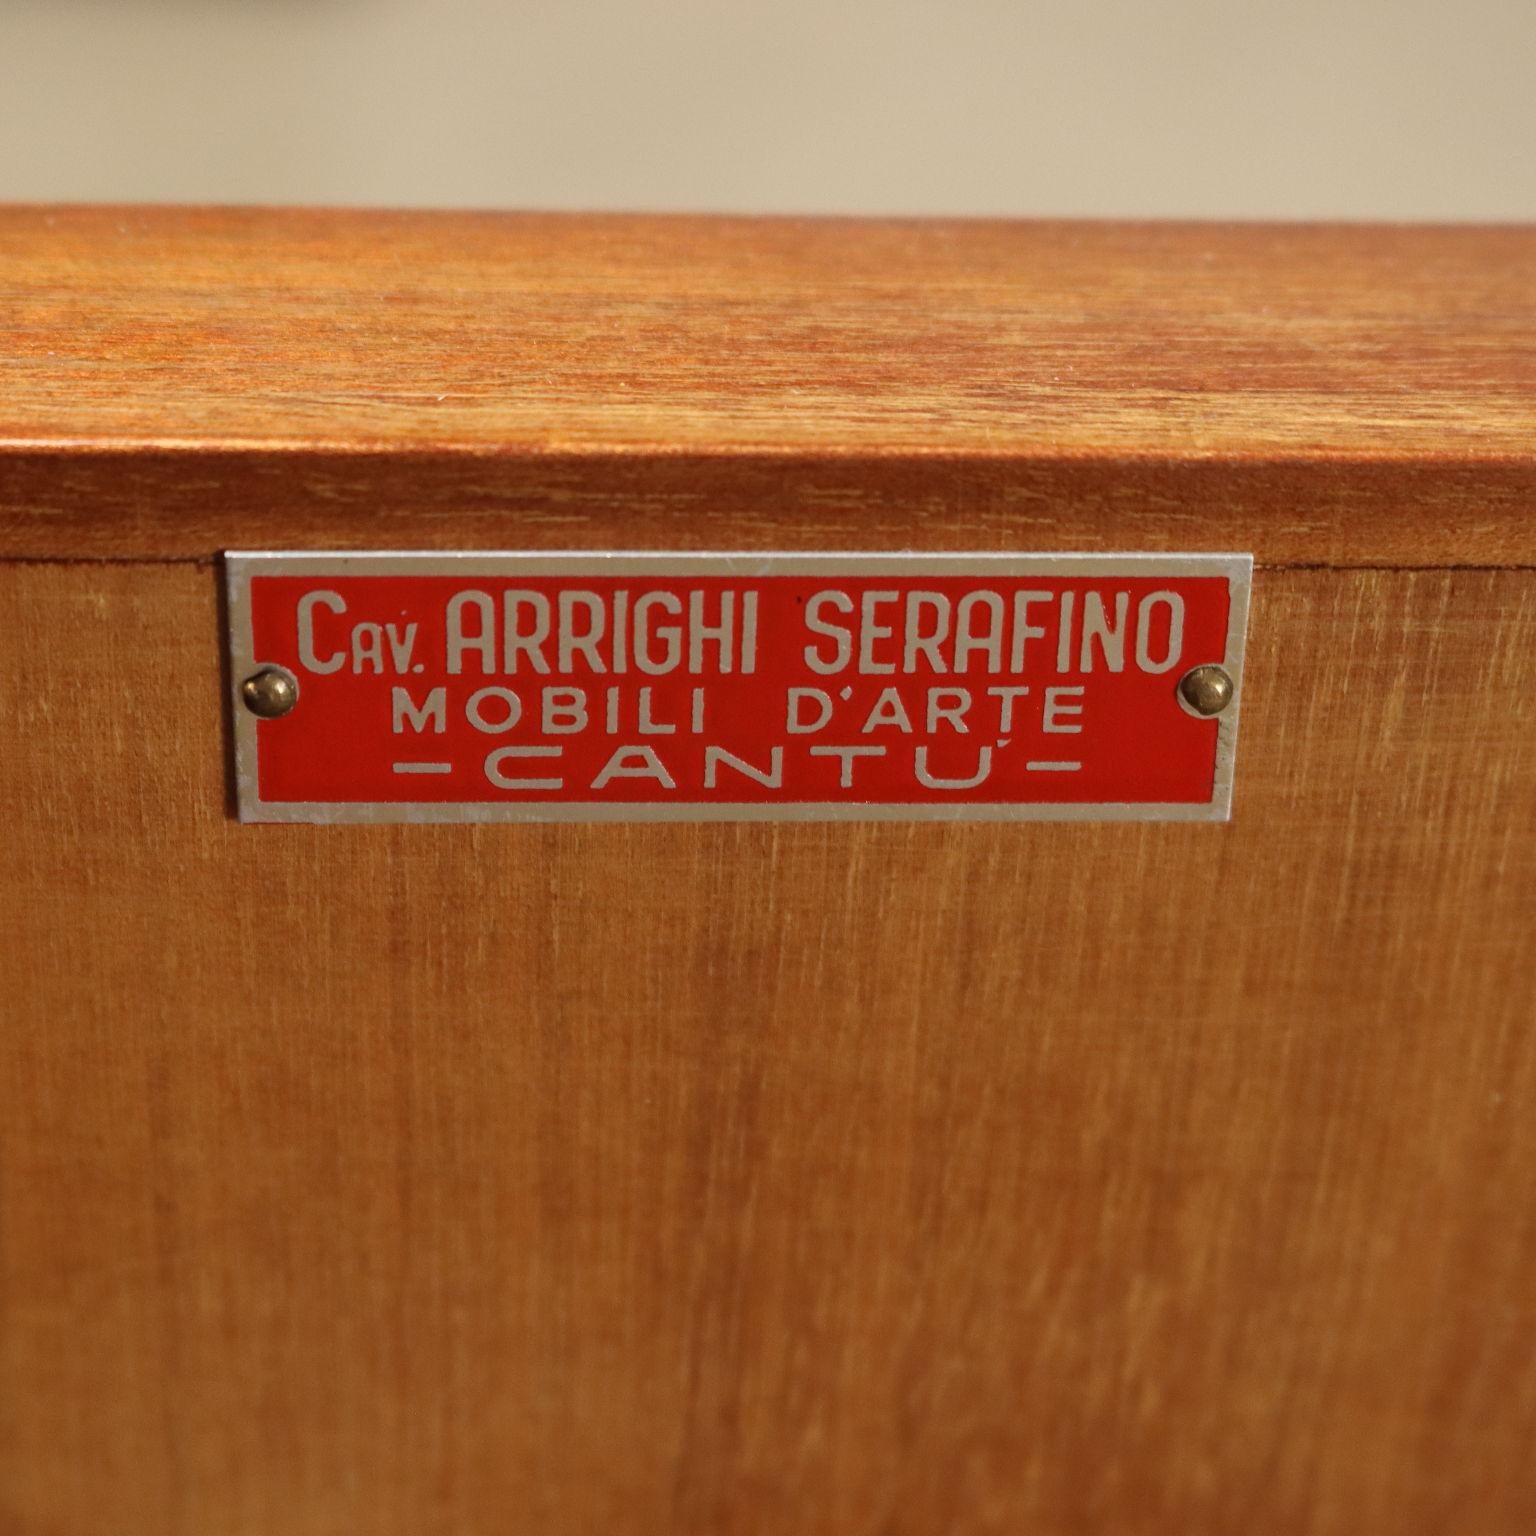 CAV. ARRIGHI SERAFINO
MOBILI D'ARTE
- CANTU' -